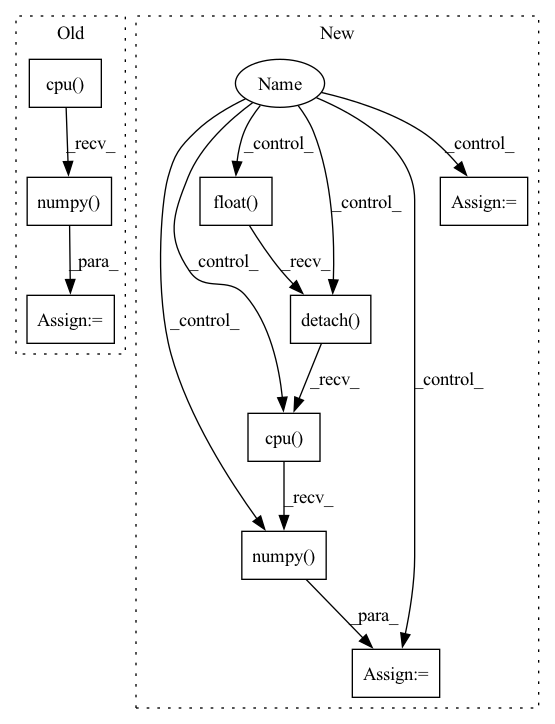 Old
New
cpu()
Name
_recv_
_control_
_control_
numpy()
float()
Assign:=
_control_
_para_
_control_
_recv_
Assign:=
detach()
_control_
_recv_
_control_
cpu()
_recv_
numpy()
_para_
Assign:=